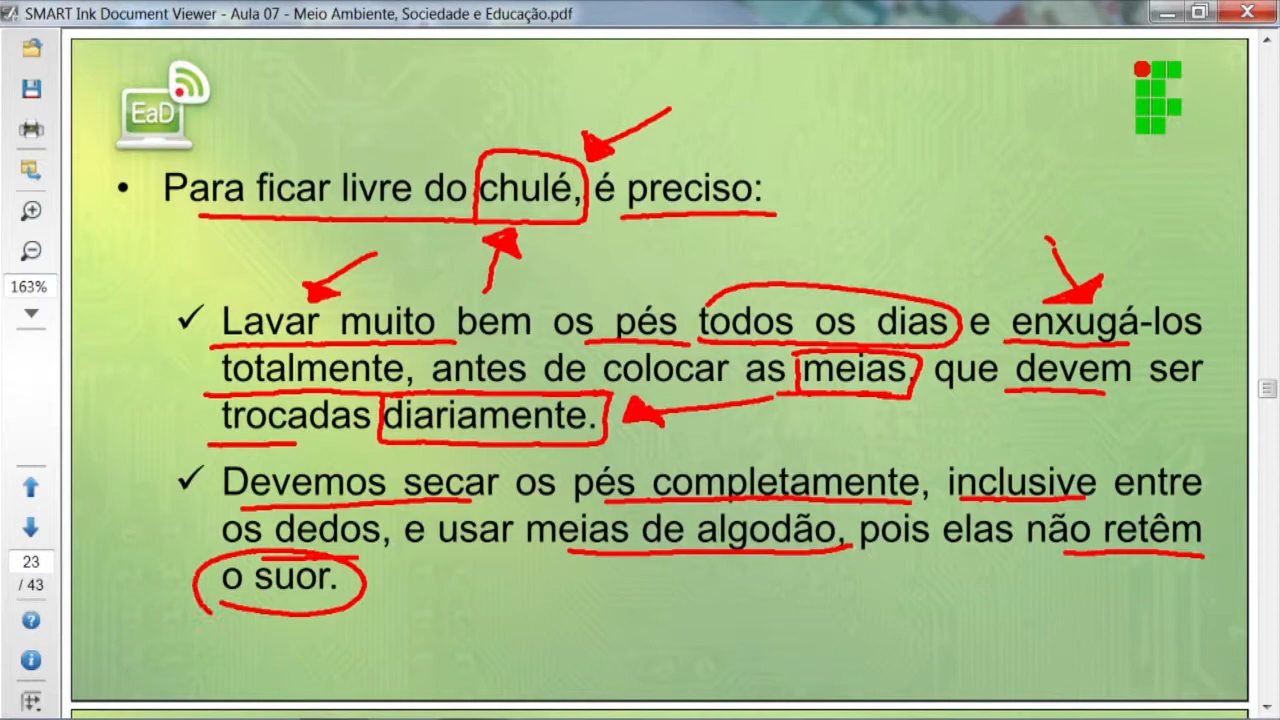 SMART Ink Document Viewer - Aula 07 - Meio Ambiente, Sociedade e Educação.pdf
EaD
• Para ficar livre do chulé, é preciso:
163%
✓ Lavar muito bem os pés todos os dias e enxugá-los
totalmente, antes de colocar as meias, que devem ser
trocadas diariamente.
✓ Devemos secar os pés completamente, inclusive entre
os dedos, e usar meias de algodão, pois elas não retêm
o suor.
23
/ 43